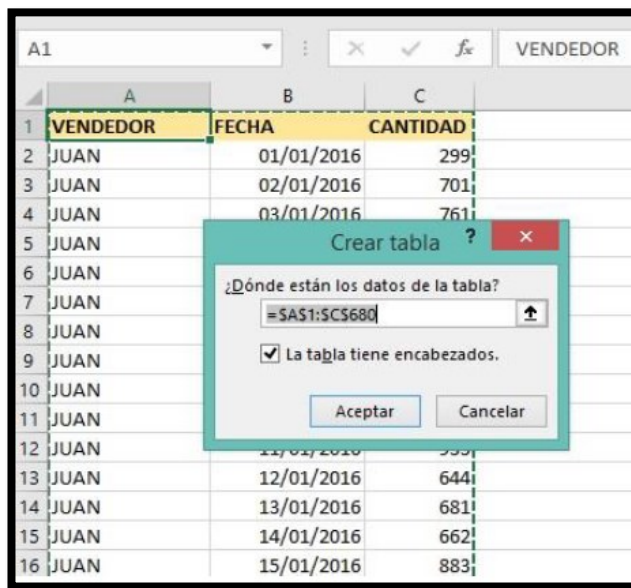 A1 fx VENDEDOR
A B C
1 VENDEDOR FECHA CANTIDAD
2 JUAN 01/01/2016 299
3 JUAN 02/01/2016 701
4 JUAN 03/01/2016 761
5 JUAN
Crear tabla ? ×
6 JUAN
¿Dónde están los datos de la tabla?
7 JUAN
=$A$1:$C$680
8 JUAN
9 JUAN
La tabla tiene encabezados.
10 JUAN
11 JUAN
Aceptar Cancelar
12 JUAN
13 JUAN 12/01/2016 644
14 JUAN 13/01/2016 681
15 JUAN 14/01/2016 662
16 JUAN 15/01/2016 883